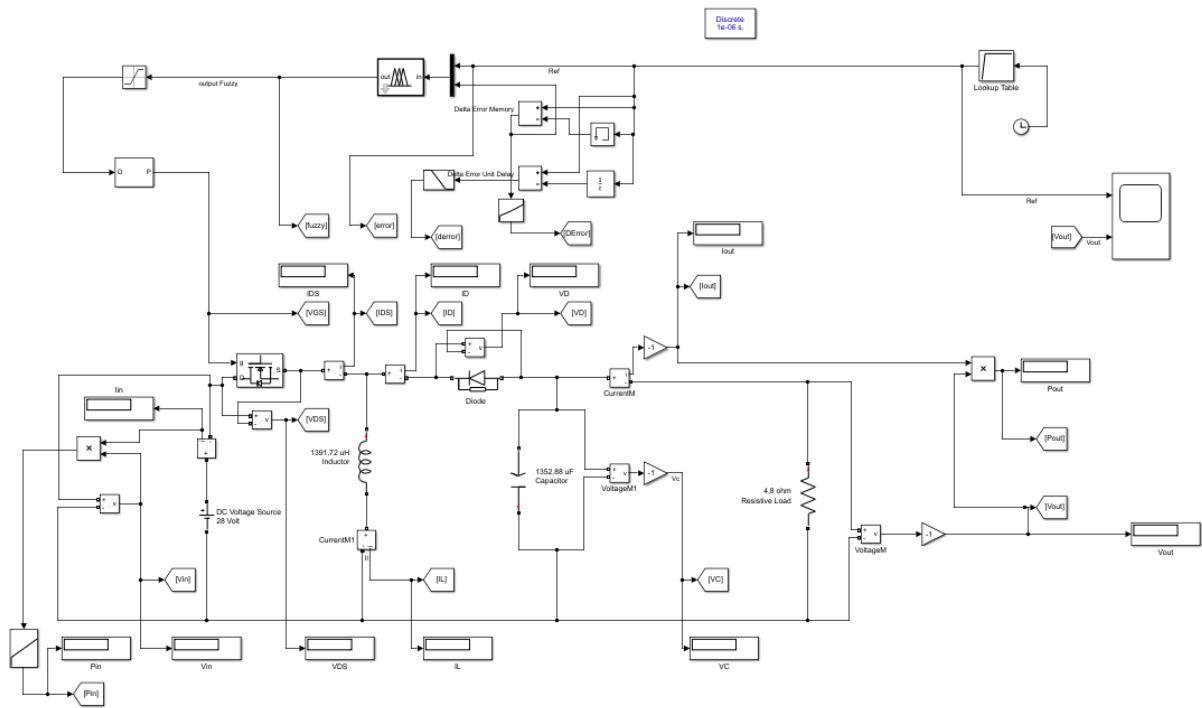 Discrete
1e-06 s.
output Fuzzy
out
in
Ref
Lookup Table
Delta Error Memory
Delta Error Unit Delay
1
z
D
P
[fuzzy]
[error]
[derror]
[DError]
Ref
[Vout]
Vout
Iout
[Iout]
IDS
ID
VD
[VGS]
[IDS]
[ID]
[VD]
g
D
S
Diode
-1
CurrentM
Pout
[Pout]
Iin
[VDS]
1391,72 uH
Inductor
1352,88 uF
Capacitor
VoltageM1
-1
Vc
4,8 ohm
Resistive Load
[Vout]
DC Voltage Source
28 Volt
CurrentM1
VoltageM
-1
Vout
[Vin]
[IL]
[VC]
Pin
Vin
VDS
IL
VC
[Pin]